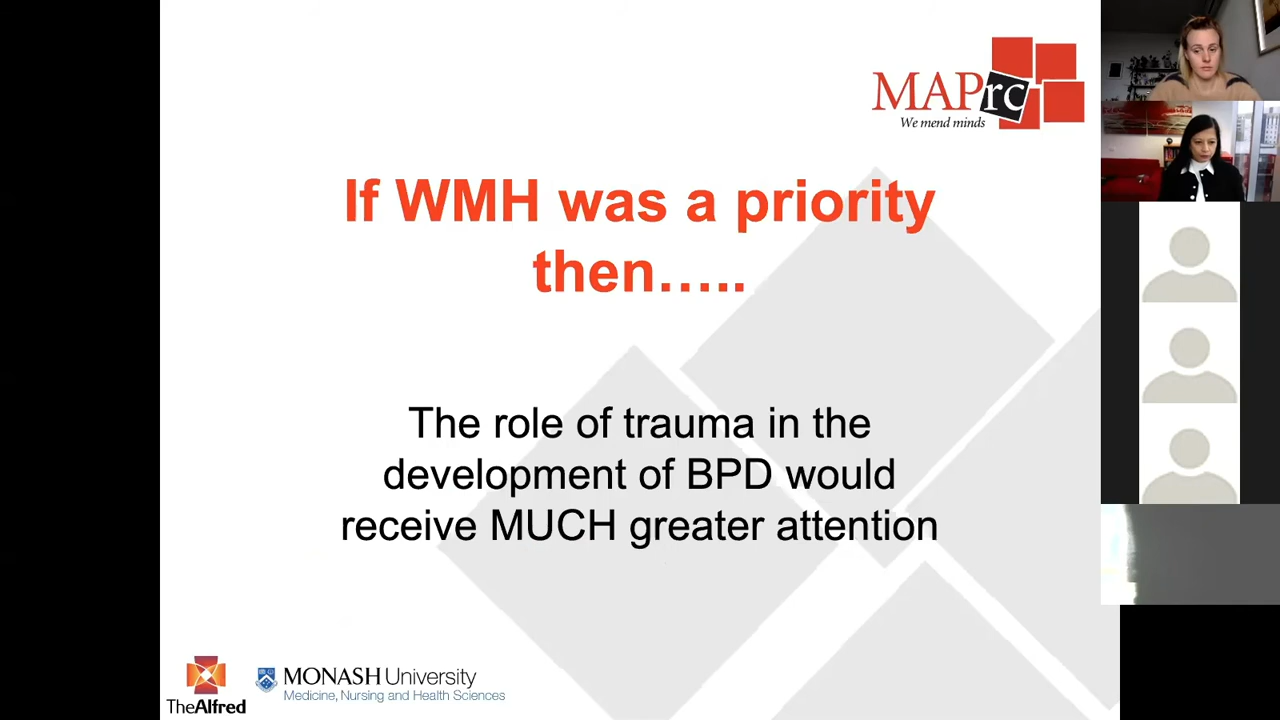 MAPrc
We mend minds
If WMH was a priority
then…..
The role of trauma in the
development of BPD would
receive MUCH greater attention
TheAlfred
MONASH University
Medicine, Nursing and Health Sciences